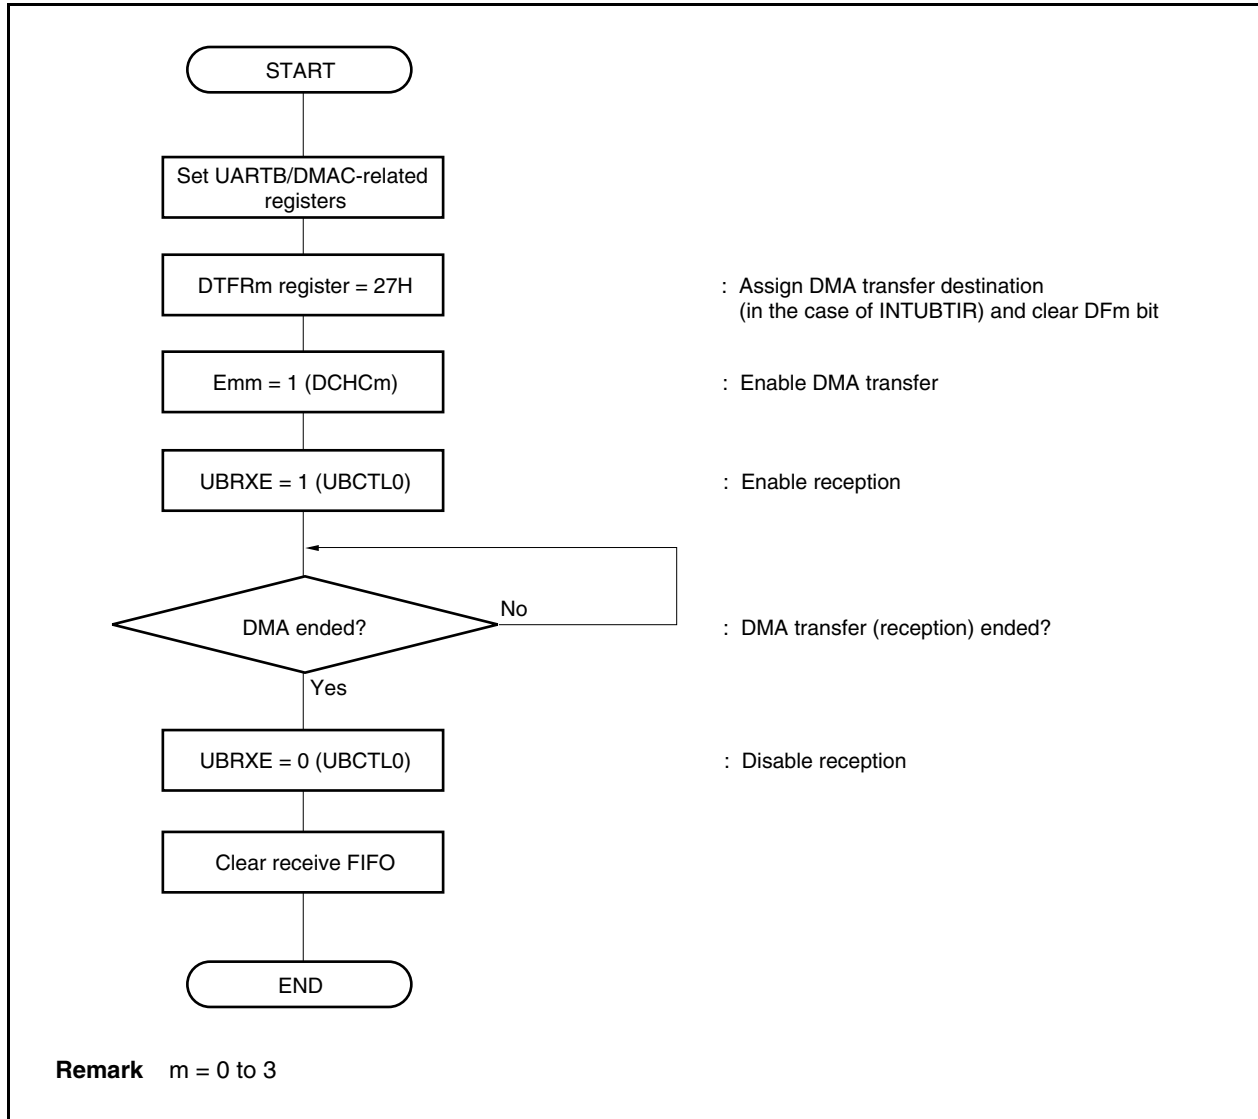 START
Set UARTB/DMAC-related
registers
DTFRm register = 27H
: Assign DMA transfer destination
(in the case of INTUBTIR) and clear DFm bit
Emm = 1 (DCHCm)
: Enable DMA transfer
UBRXE = 1 (UBCTL0)
: Enable reception
DMA ended?
No
: DMA transfer (reception) ended?
Yes
UBRXE = 0 (UBCTL0)
: Disable reception
Clear receive FIFO
END
Remark m = 0 to 3